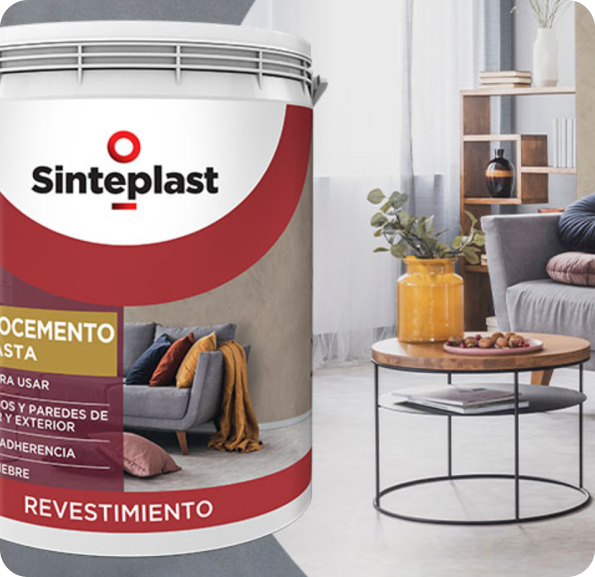 Sinteplast
OCEMENTO
ASTA
RA USAR
OS Y PAREDES DE
R Y EXTERIOR
ADHERENCIA
IEBRE
REVESTIMIENTO